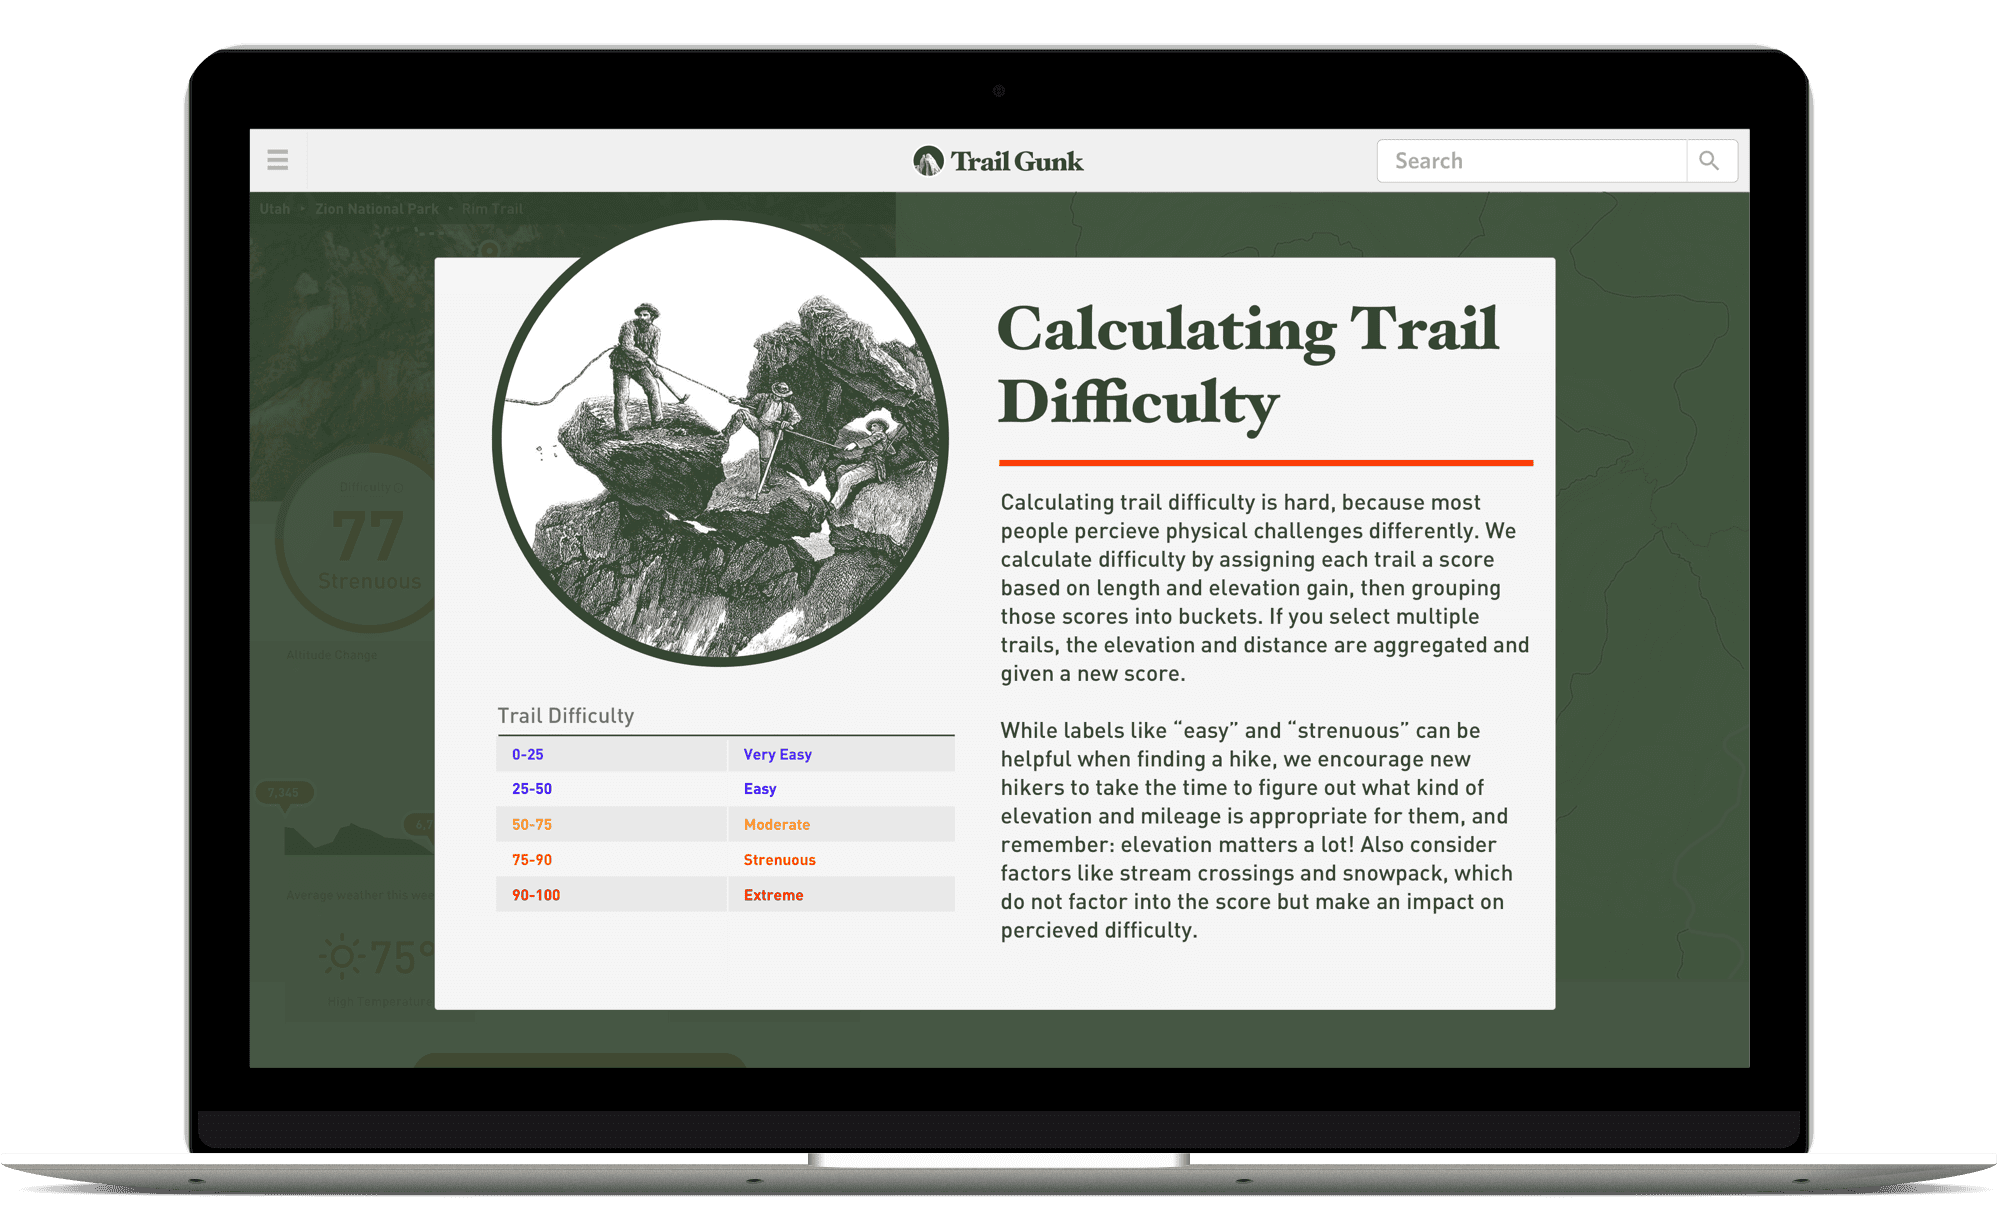 Trail Gunk
Search
Utah • Zion National Park • Rim Trail
Difficulty
77
Strenuous
Altitude Change
7,345
6,7
Average weather this wee
75°
High Temperature
Calculating Trail
Difficulty
Calculating trail difficulty is hard, because most
people percieve physical challenges differently. We
calculate difficulty by assigning each trail a score
based on length and elevation gain, then grouping
those scores into buckets. If you select multiple
trails, the elevation and distance are aggregated and
given a new score.
While labels like “easy” and “strenuous” can be
helpful when finding a hike, we encourage new
hikers to take the time to figure out what kind of
elevation and mileage is appropriate for them, and
remember: elevation matters a lot! Also consider
factors like stream crossings and snowpack, which
do not factor into the score but make an impact on
percieved difficulty.
Trail Difficulty
0-25 Very Easy
25-50 Easy
50-75 Moderate
75-90 Strenuous
90-100 Extreme